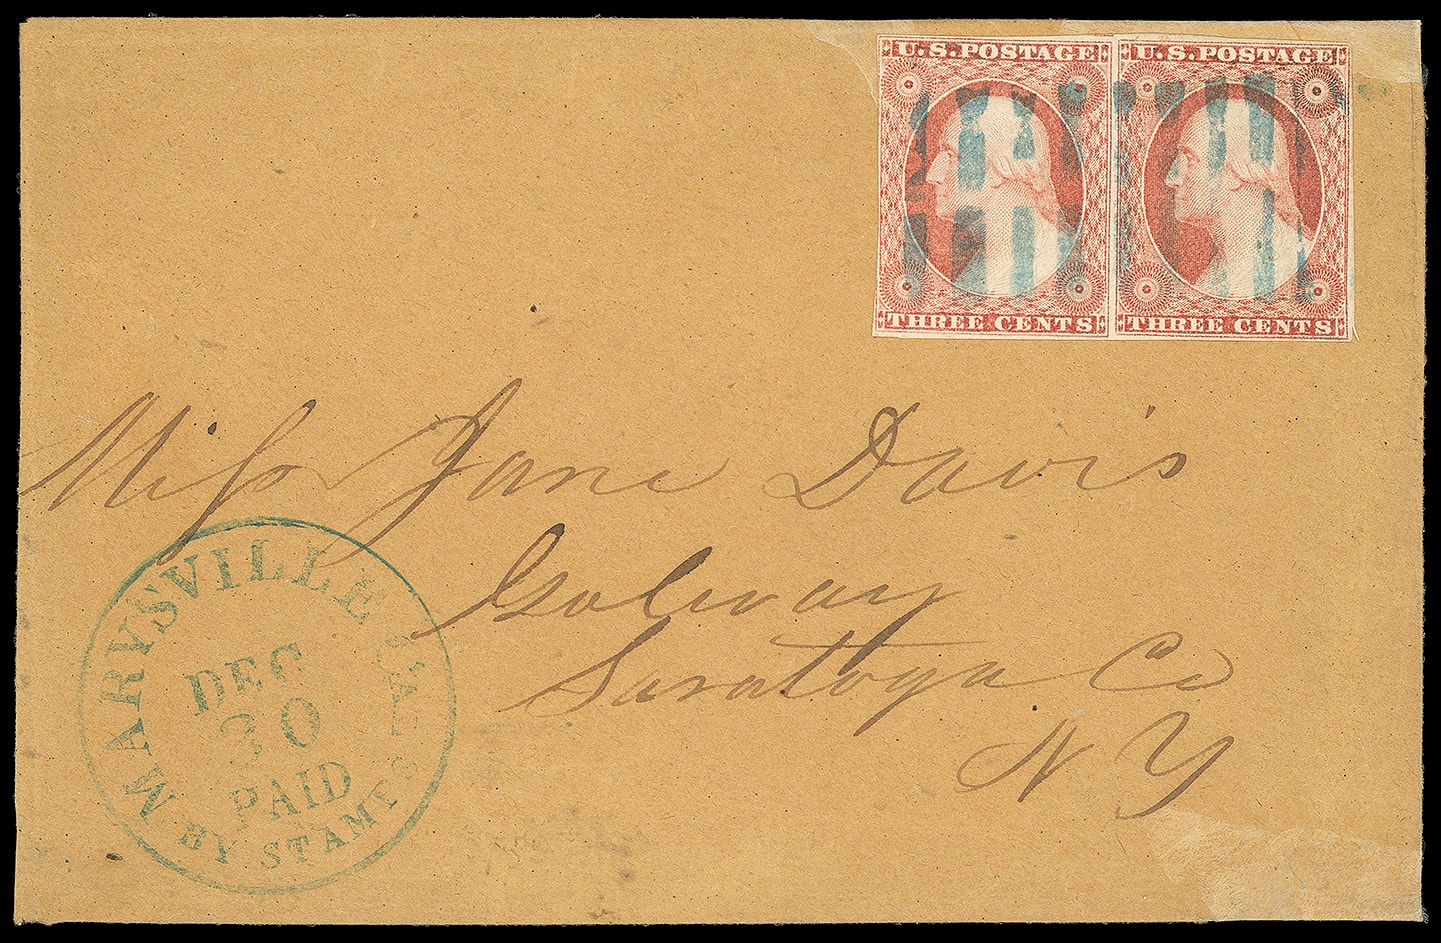 U.S. POSTAGE
THREE CENTS
U.S. POSTAGE
THREE CENTS
Miss Jane Davis
Galway
Saratoga Co
N Y
MARYSVILLE CAL.
DEC
30
PAID
BY STAMPS